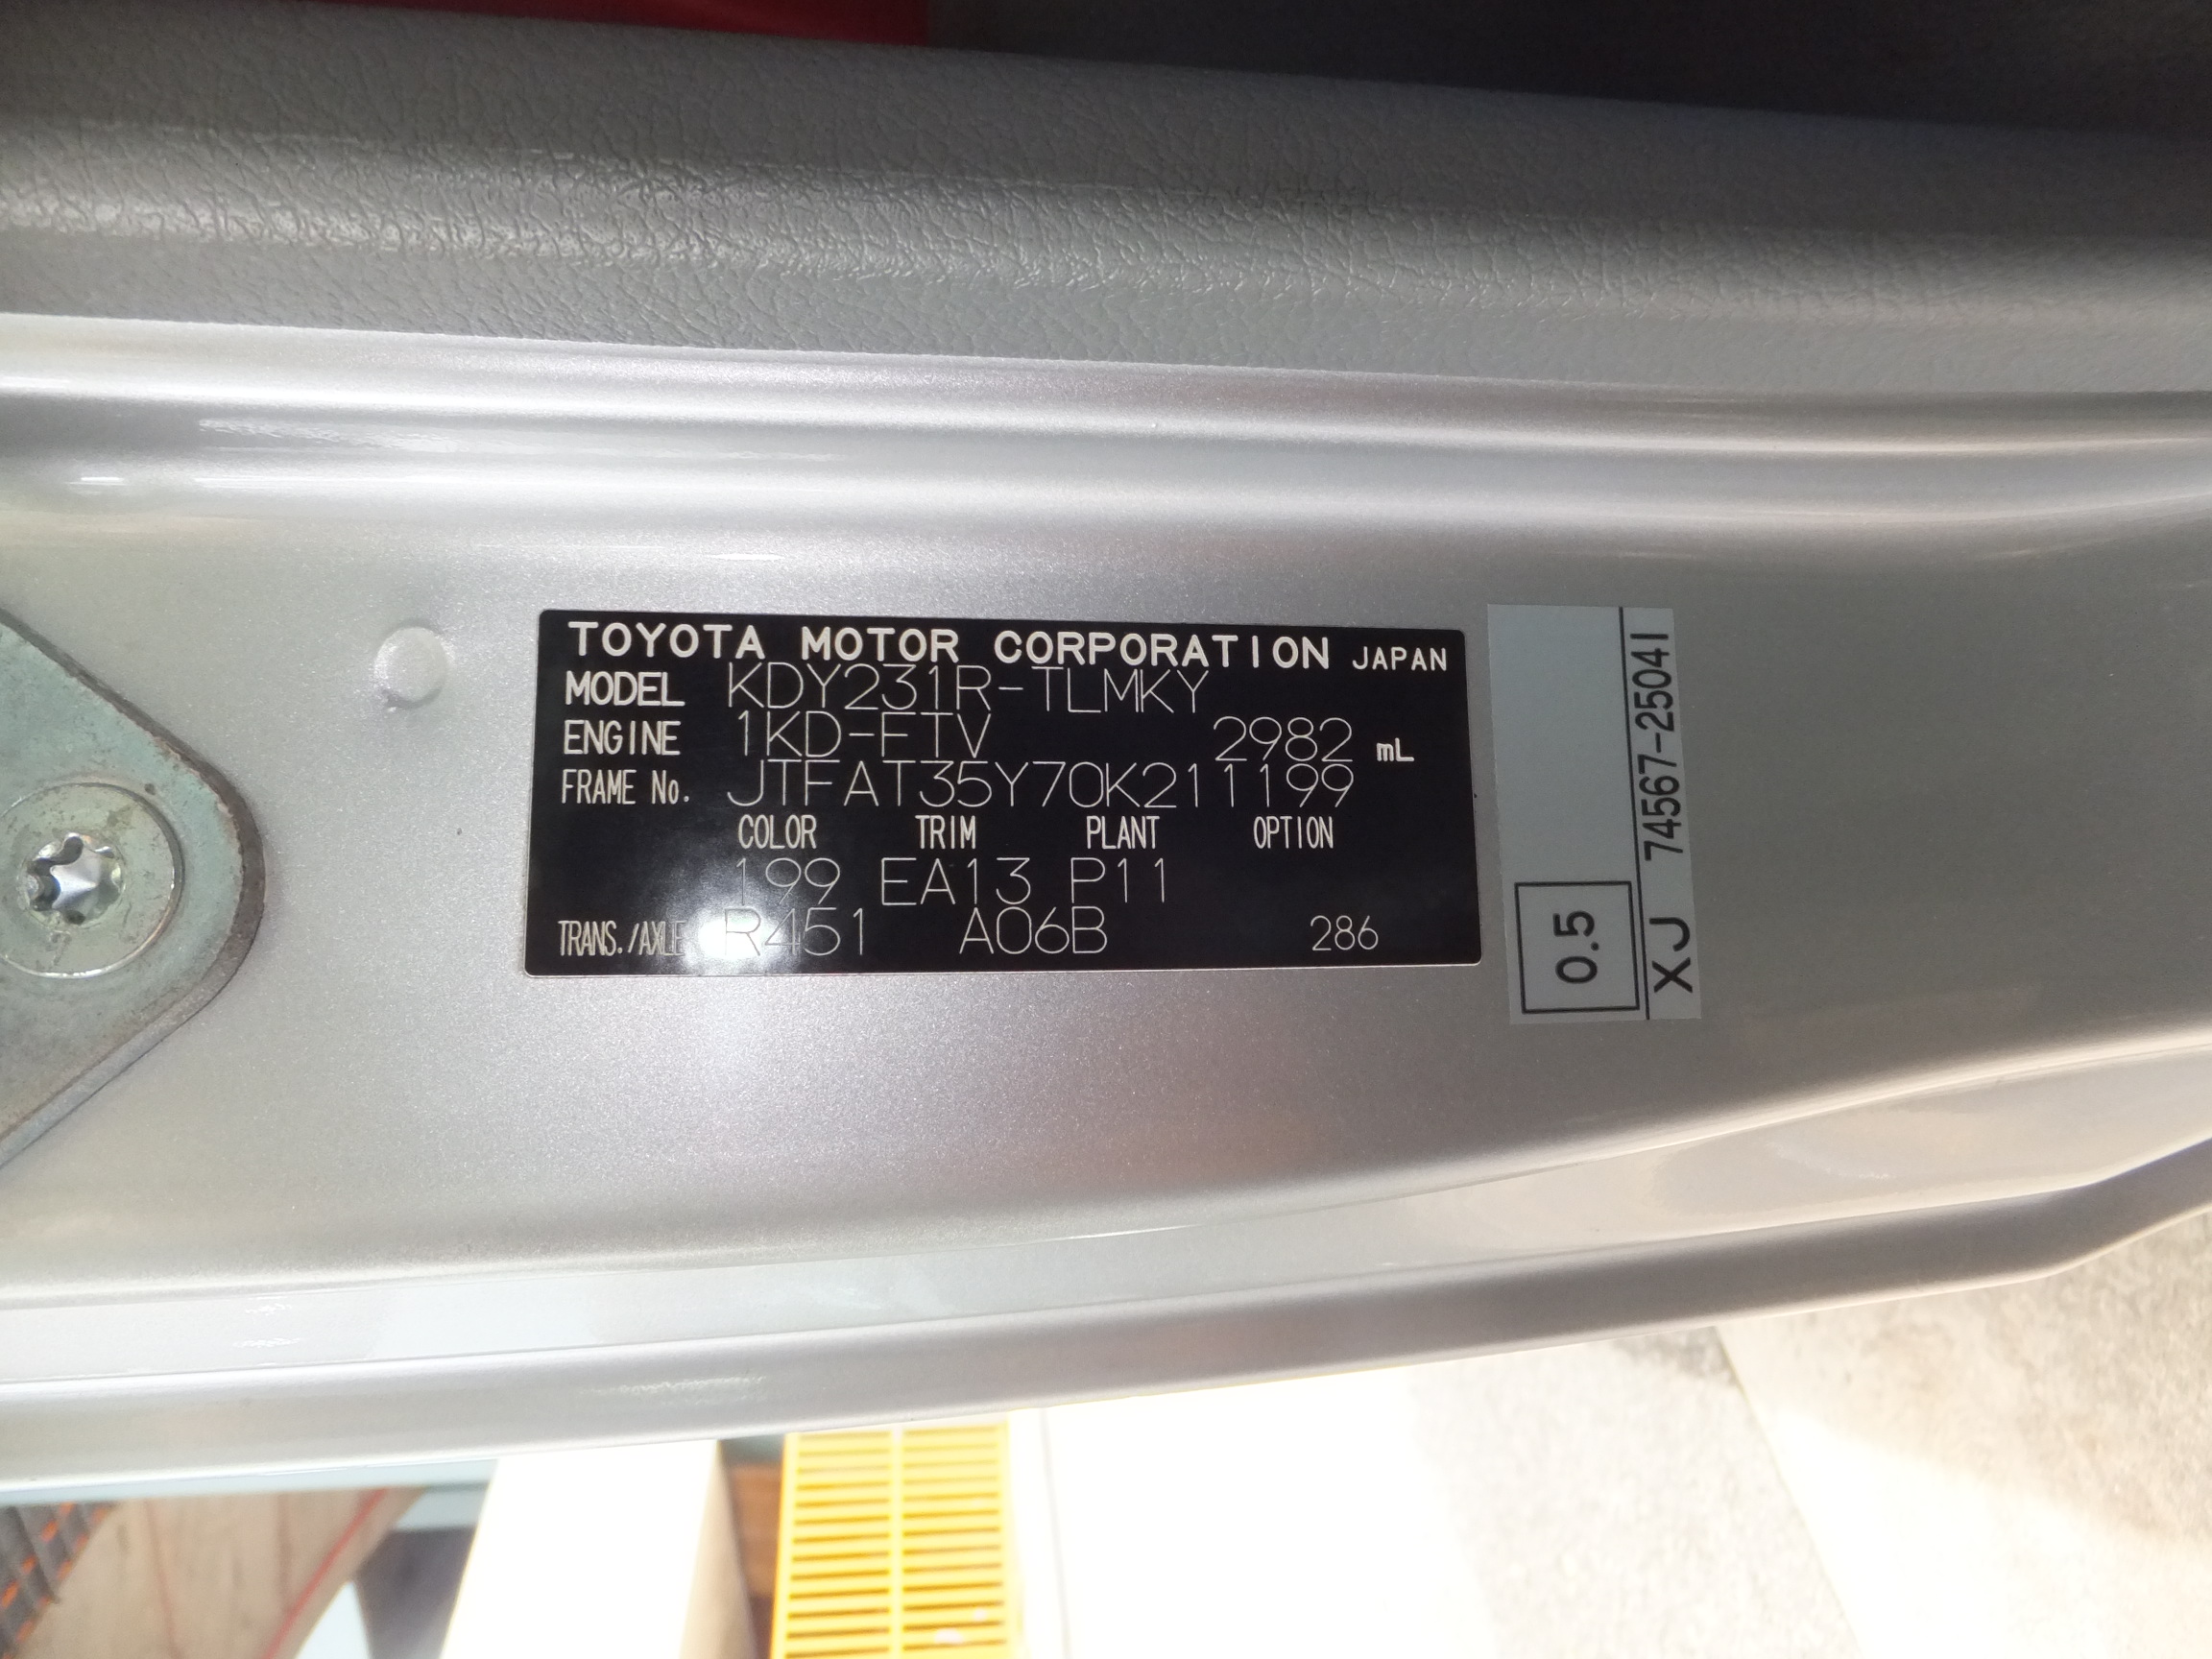 TOYOTA MOTOR CORPORATION JAPAN
MODEL KDY231R-TLMKY
ENGINE 1KD-FTV 2982 mL
FRAME No. JTFAT35Y70K211199
COLOR TRIM PLANT OPTION
199 EA13 P11
TRANS./AXLE R451 A06B 286
0.5
XJ 74567-25041